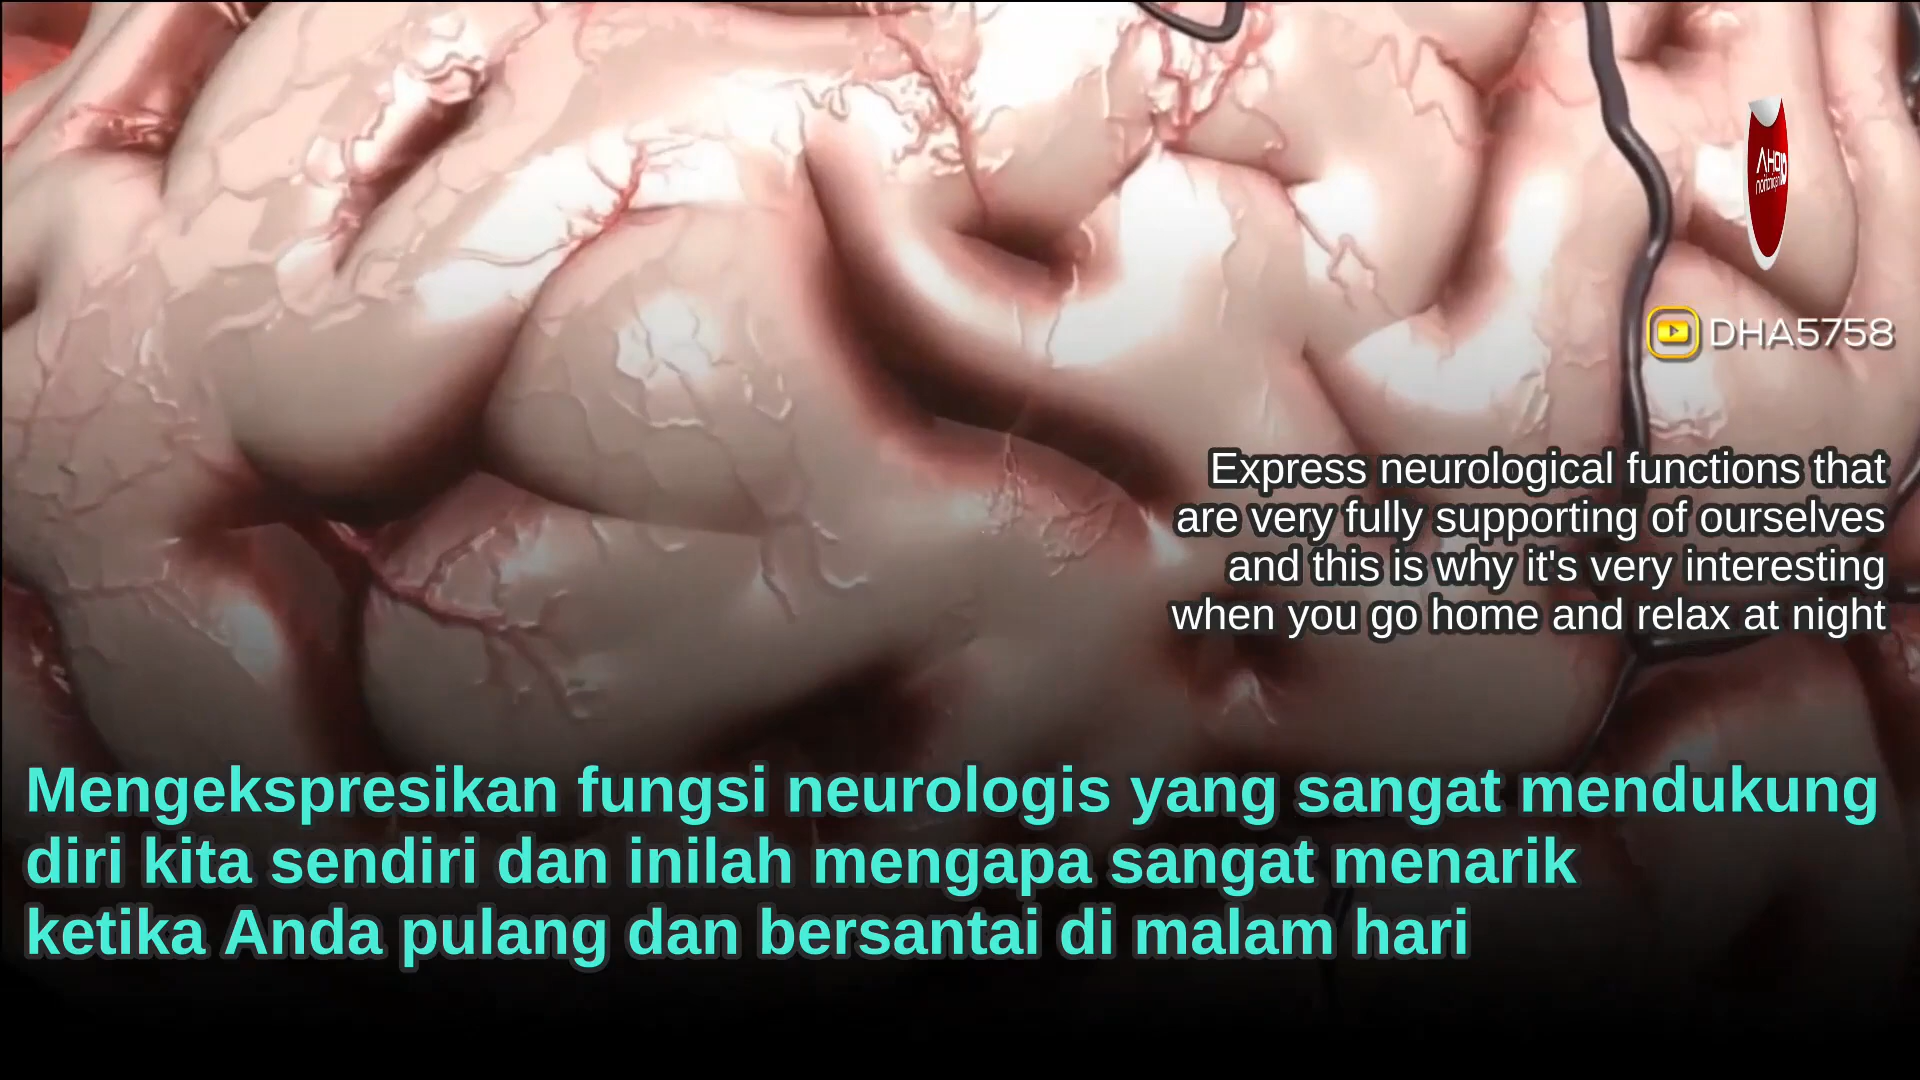 DHA5758
Express neurological functions that
are very fully supporting of ourselves
and this is why it's very interesting
when you go home and relax at night
Mengekspresikan fungsi neurologis yang sangat mendukung
diri kita sendiri dan inilah mengapa sangat menarik
ketika Anda pulang dan bersantai di malam hari